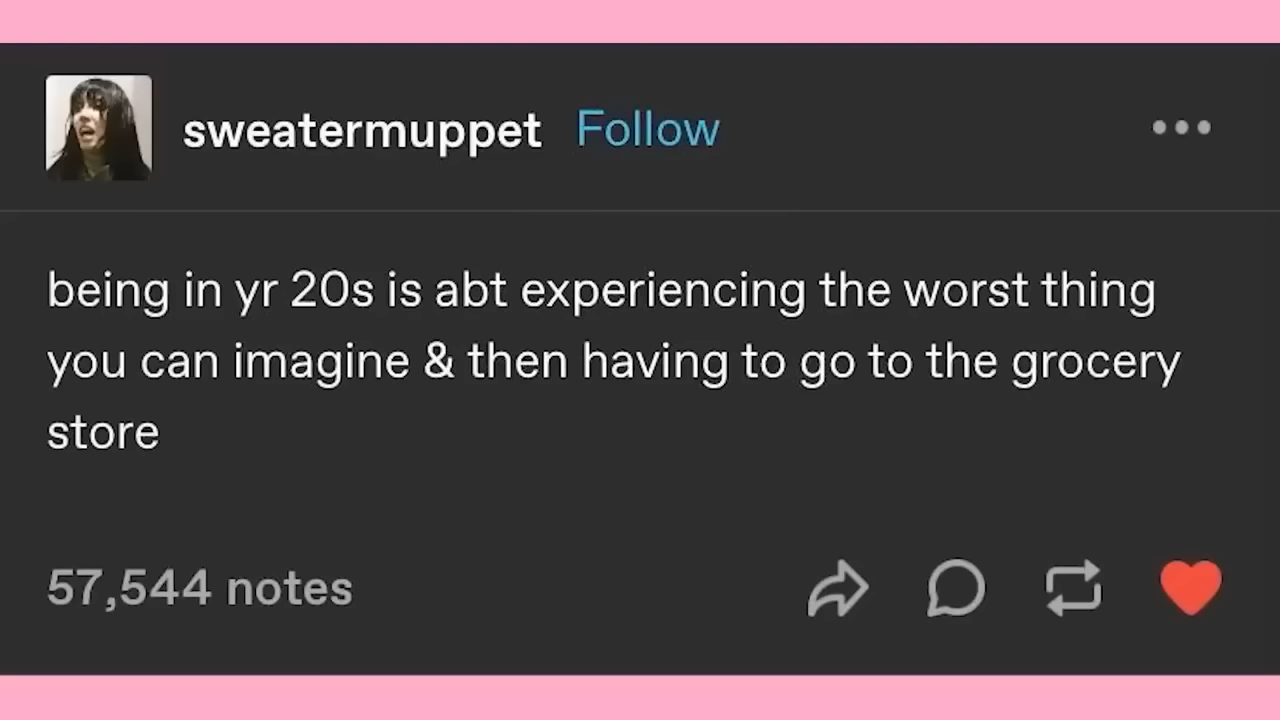 sweatermuppet Follow
being in yr 20s is abt experiencing the worst thing
you can imagine & then having to go to the grocery
store
57,544 notes